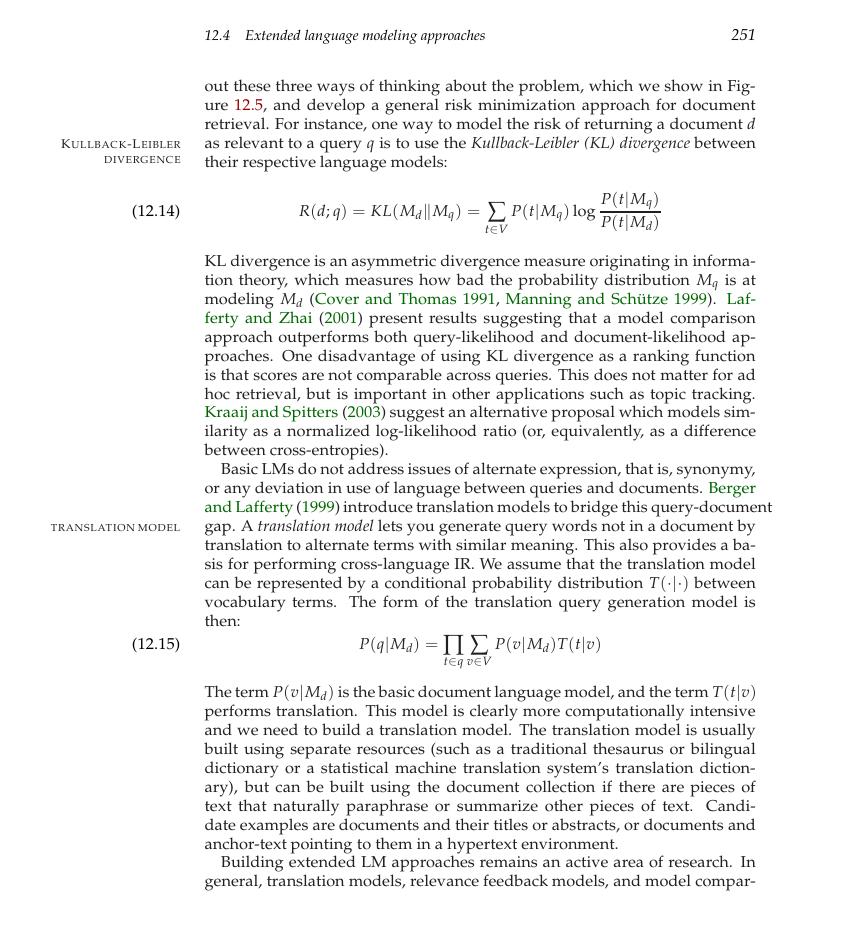 12.4 Extended language modeling approaches 251
out these three ways of thinking about the problem, which we show in Fig-
ure 12.5, and develop a general risk minimization approach for document
retrieval. For instance, one way to model the risk of returning a document d
KULLBACK-LEIBLER
DIVERGENCE
as relevant to a query q is to use the Kullback-Leibler (KL) divergence between
their respective language models:
(12.14) R(d; q) = KL(M_d‖M_q) = ∑_{t∈V} P(t|M_q) log P(t|M_q)/P(t|M_d)
KL divergence is an asymmetric divergence measure originating in informa-
tion theory, which measures how bad the probability distribution M_q is at
modeling M_d (Cover and Thomas 1991, Manning and Schütze 1999). Laf-
ferty and Zhai (2001) present results suggesting that a model comparison
approach outperforms both query-likelihood and document-likelihood ap-
proaches. One disadvantage of using KL divergence as a ranking function
is that scores are not comparable across queries. This does not matter for ad
hoc retrieval, but is important in other applications such as topic tracking.
Kraaij and Spitters (2003) suggest an alternative proposal which models sim-
ilarity as a normalized log-likelihood ratio (or, equivalently, as a difference
between cross-entropies).
Basic LMs do not address issues of alternate expression, that is, synonymy,
or any deviation in use of language between queries and documents. Berger
and Lafferty (1999) introduce translation models to bridge this query-document
TRANSLATION MODEL
gap. A translation model lets you generate query words not in a document by
translation to alternate terms with similar meaning. This also provides a ba-
sis for performing cross-language IR. We assume that the translation model
can be represented by a conditional probability distribution T(·|·) between
vocabulary terms. The form of the translation query generation model is
then:
(12.15) P(q|M_d) = ∏_{t∈q} ∑_{v∈V} P(v|M_d)T(t|v)
The term P(v|M_d) is the basic document language model, and the term T(t|v)
performs translation. This model is clearly more computationally intensive
and we need to build a translation model. The translation model is usually
built using separate resources (such as a traditional thesaurus or bilingual
dictionary or a statistical machine translation system's translation diction-
ary), but can be built using the document collection if there are pieces of
text that naturally paraphrase or summarize other pieces of text. Candi-
date examples are documents and their titles or abstracts, or documents and
anchor-text pointing to them in a hypertext environment.
Building extended LM approaches remains an active area of research. In
general, translation models, relevance feedback models, and model compar-